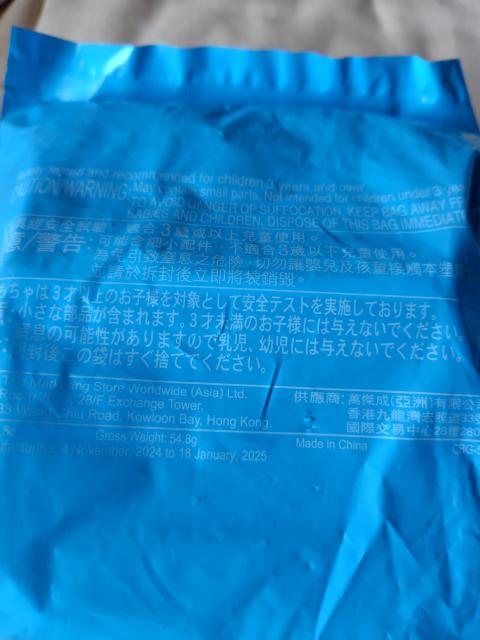 tested and recommended for children 3 years and over.
CAUTION/WARNING: May contain small parts. Not intended for children under 3
TO AVOID DANGER OF SUFFOCATION, KEEP BAG AWAY
BABIES AND CHILDREN. DISPOSE THIS BAG
安全試驗，適合3歲或以上兒童使用。
/警告：可能含細小配件，不適合3歲以下兒童使用。
為免引致窒息之危險，切勿讓嬰兒及孩童接觸本
並請於拆封後立即將袋銷毀。
ちゃは3才以上のお子様を対象として安全テストを実施しております。
小さな部品が含まれます。3才未満のお子様には与えないでください。
の可能性がありますので乳児、幼児には与えないでください。
開封後この袋はすぐ捨ててください。
Store Worldwide (Asia) Ltd.
28/F Exchange Tower,
Chiu Road, Kowloon Bay, Hong Kong.
供應商：萬傑成(亞洲)有限公
香港九龍灣宏照道33
國際交易中心28樓280
Gross Weight: 54.8g
Made in China
4 November, 2024 to 18 January, 2025